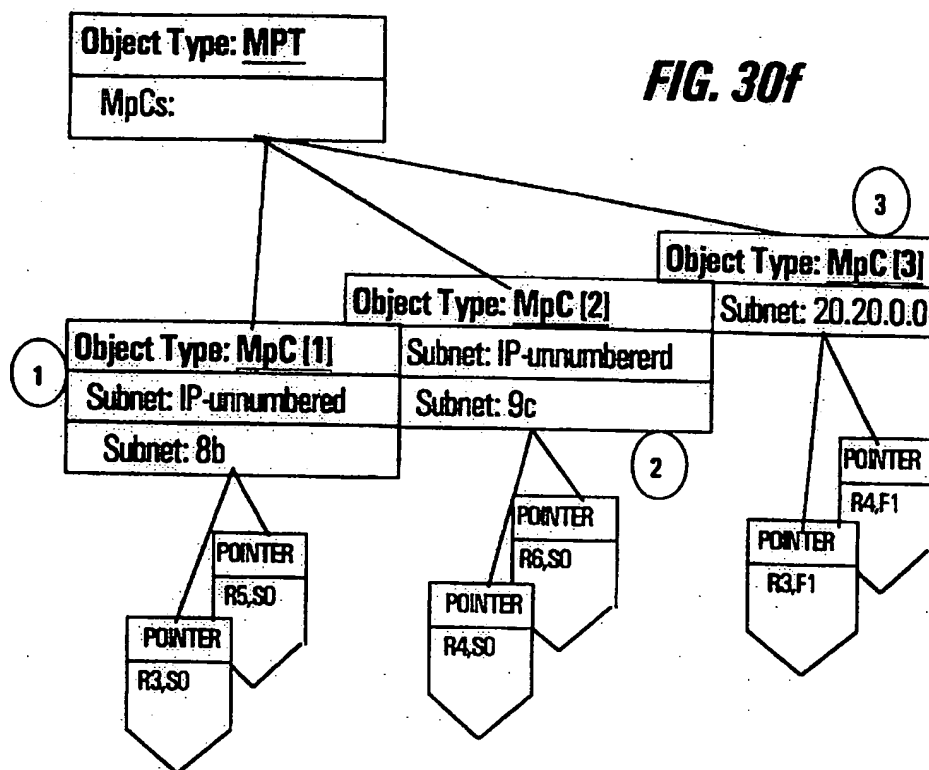 Object Type: MPT
MpCs:
FIG. 30f
3
Object Type: MpC [3]
Subnet: 20.20.0.0
Object Type: MpC [2]
Subnet: IP-unnumbererd
Subnet: 9c
2
1
Object Type: MpC [1]
Subnet: IP-unnumbered
Subnet: 8b
POINTER
R5,S0
POINTER
R3,S0
POINTER
R6,S0
POINTER
R4,S0
POINTER
R4,F1
POINTER
R3,F1